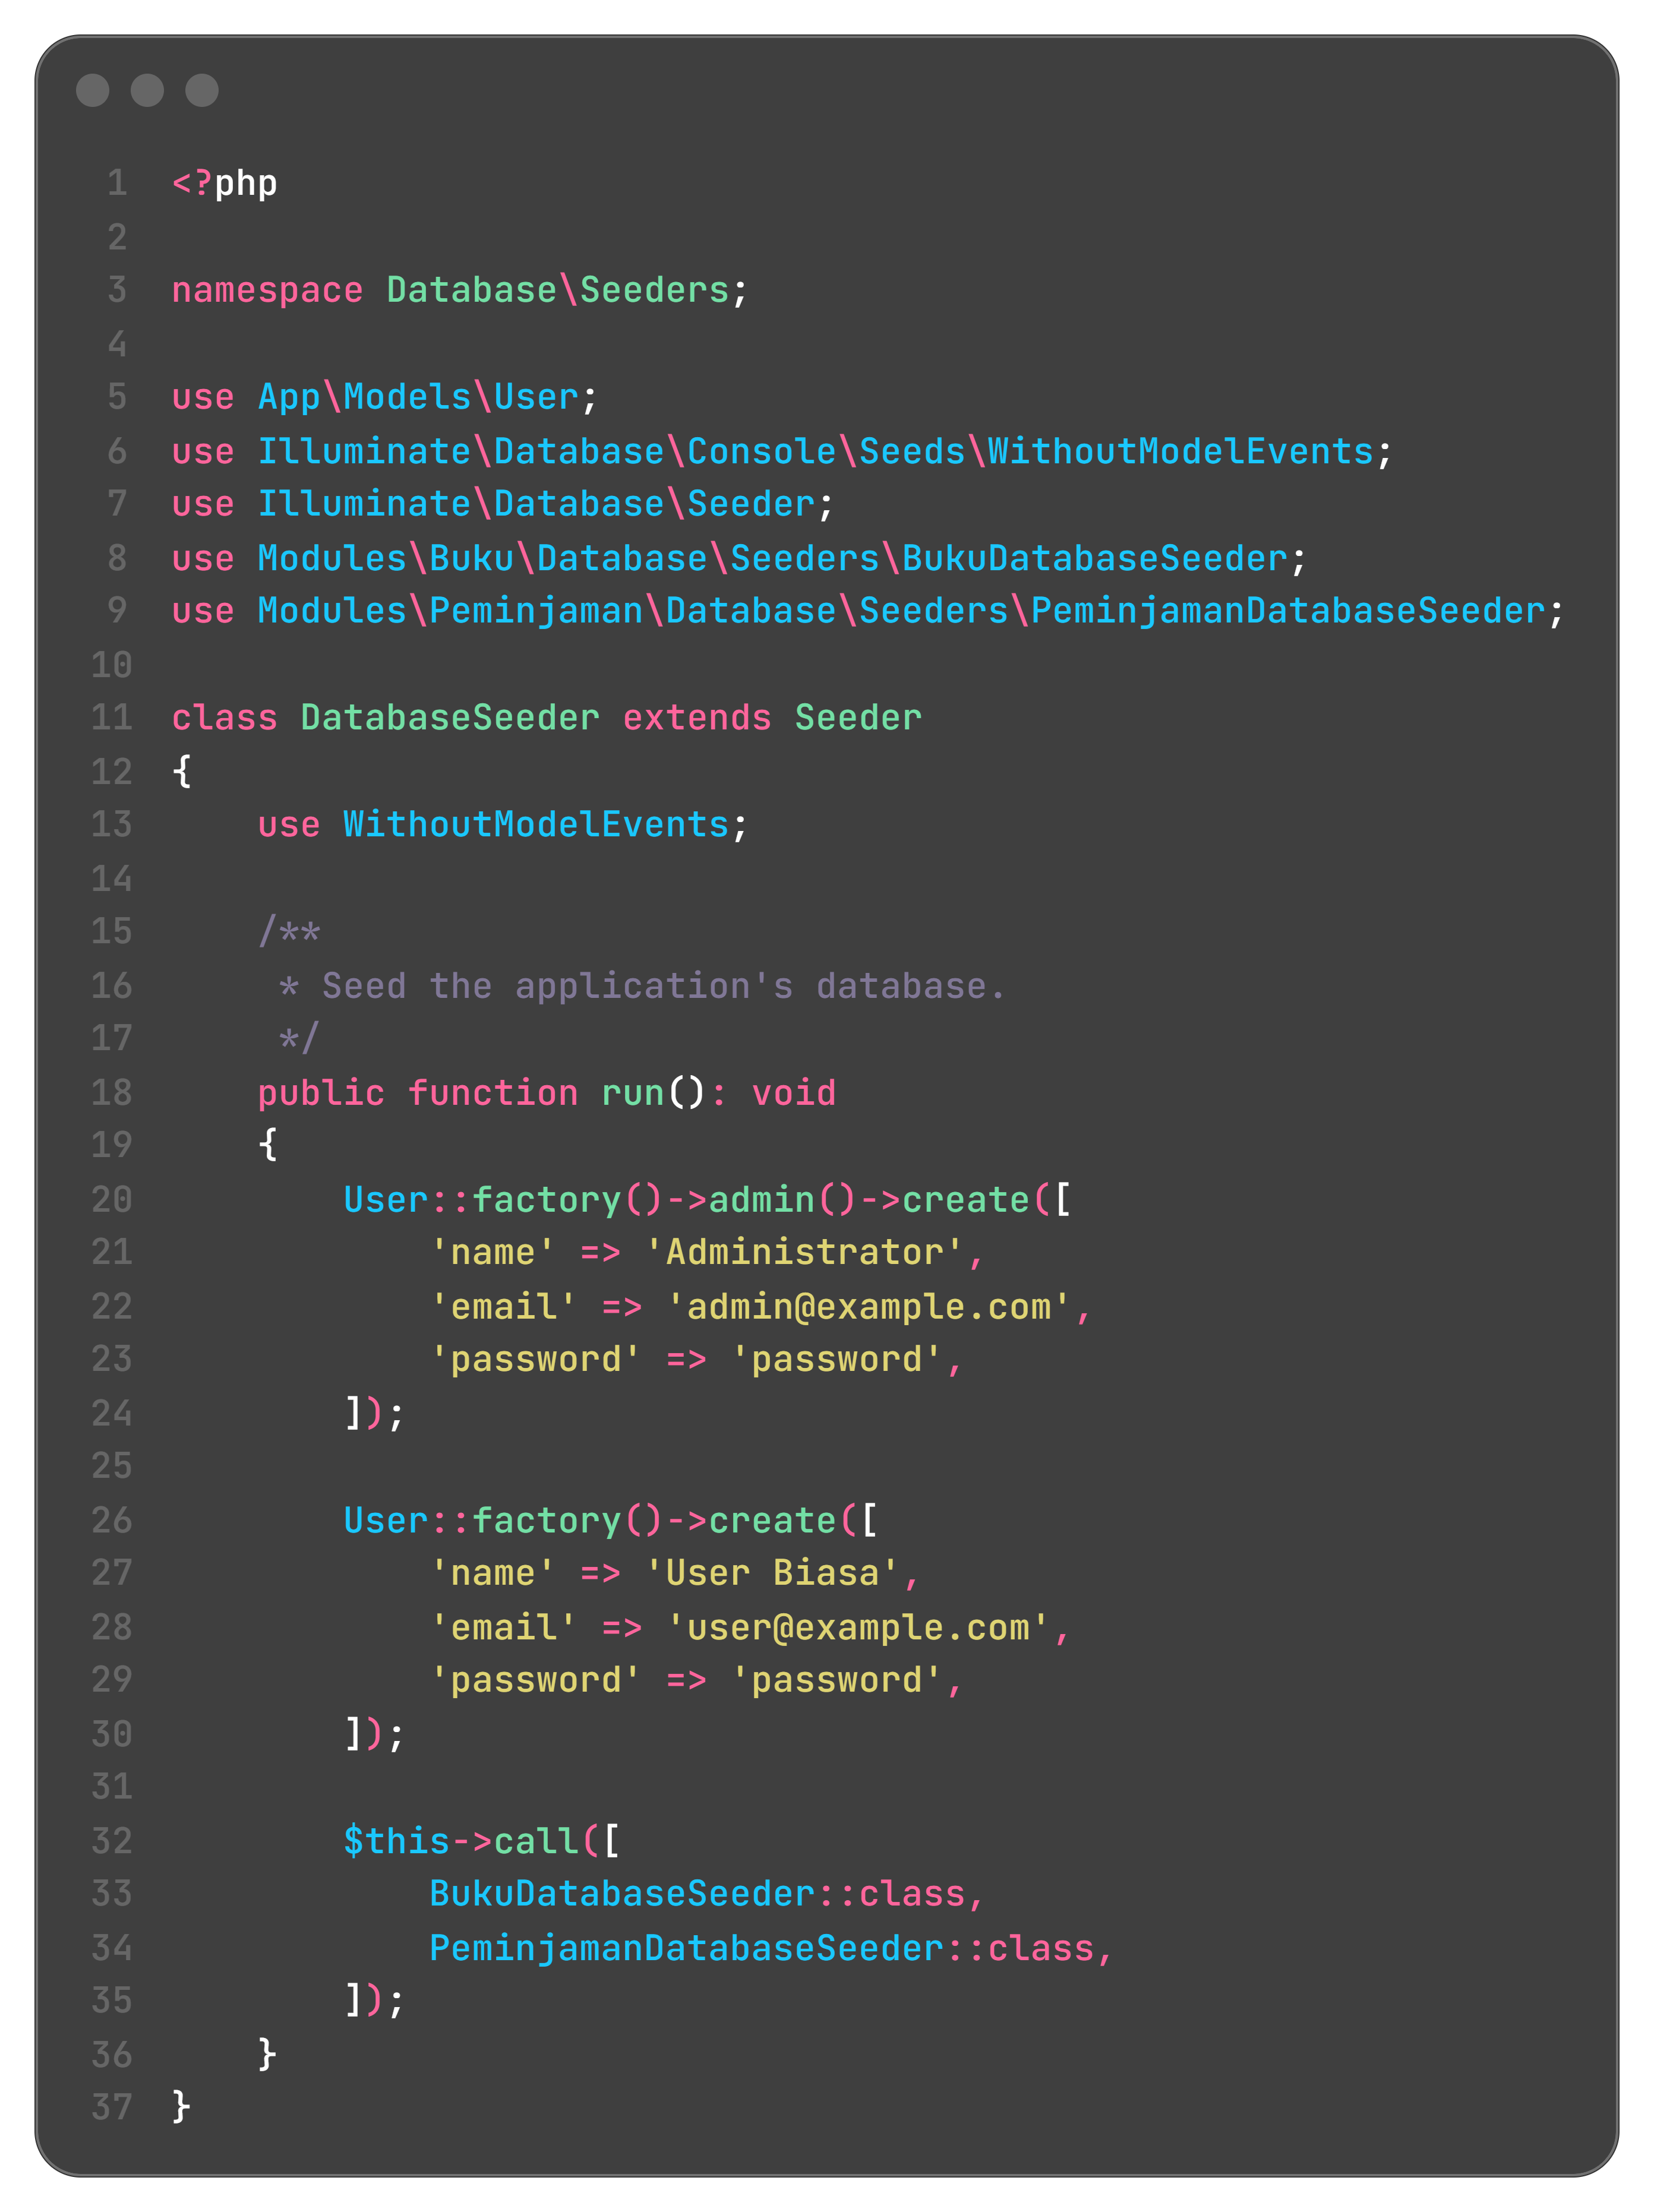 1 <?php
2
3 namespace Database\Seeders;
4
5 use App\Models\User;
6 use Illuminate\Database\Console\Seeds\WithoutModelEvents;
7 use Illuminate\Database\Seeder;
8 use Modules\Buku\Database\Seeders\BukuDatabaseSeeder;
9 use Modules\Peminjaman\Database\Seeders\PeminjamanDatabaseSeeder;
10
11 class DatabaseSeeder extends Seeder
12 {
13     use WithoutModelEvents;
14
15     /**
16      * Seed the application's database.
17      */
18     public function run(): void
19     {
20         User::factory()->admin()->create([
21             'name' => 'Administrator',
22             'email' => 'admin@example.com',
23             'password' => 'password',
24         ]);
25
26         User::factory()->create([
27             'name' => 'User Biasa',
28             'email' => 'user@example.com',
29             'password' => 'password',
30         ]);
31
32         $this->call([
33             BukuDatabaseSeeder::class,
34             PeminjamanDatabaseSeeder::class,
35         ]);
36     }
37 }